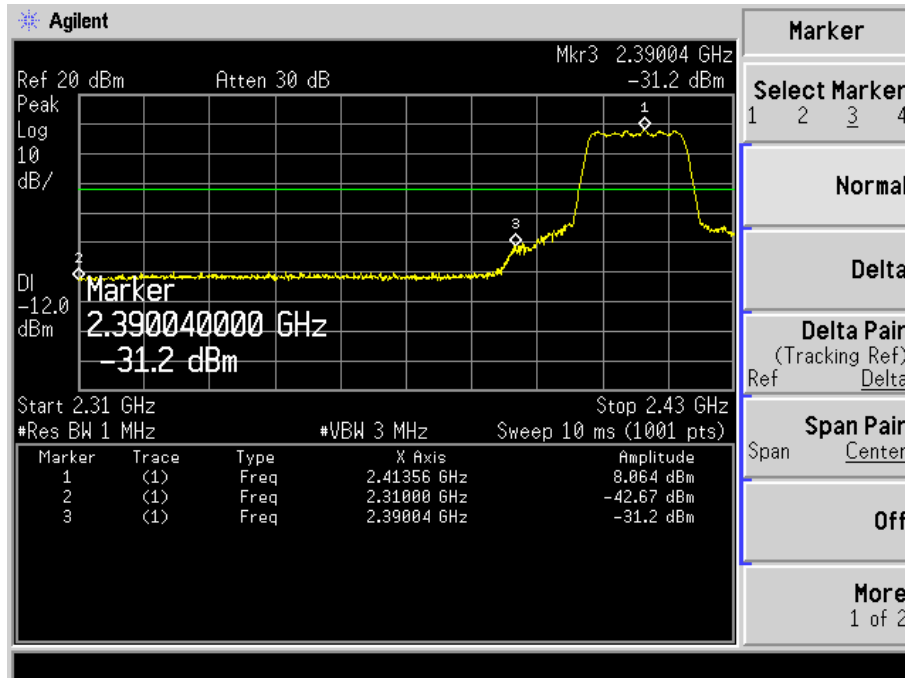 Agilent
Marker
Mkr3 2.39004 GHz
Ref 20 dBm Atten 30 dB -31.2 dBm
Peak
Log
10
dB/
1
3
2
DI
-12.0
dBm
Marker
2.390040000 GHz
-31.2 dBm
Start 2.31 GHz Stop 2.43 GHz
#Res BW 1 MHz #VBW 3 MHz Sweep 10 ms (1001 pts)
Marker Trace Type X Axis Amplitude
1 (1) Freq 2.41356 GHz 8.064 dBm
2 (1) Freq 2.31000 GHz -42.67 dBm
3 (1) Freq 2.39004 GHz -31.2 dBm
Select Marker
1 2 3 4
Normal
Delta
Delta Pair
(Tracking Ref)
Ref Delta
Span Pair
Span Center
Off
More
1 of 2